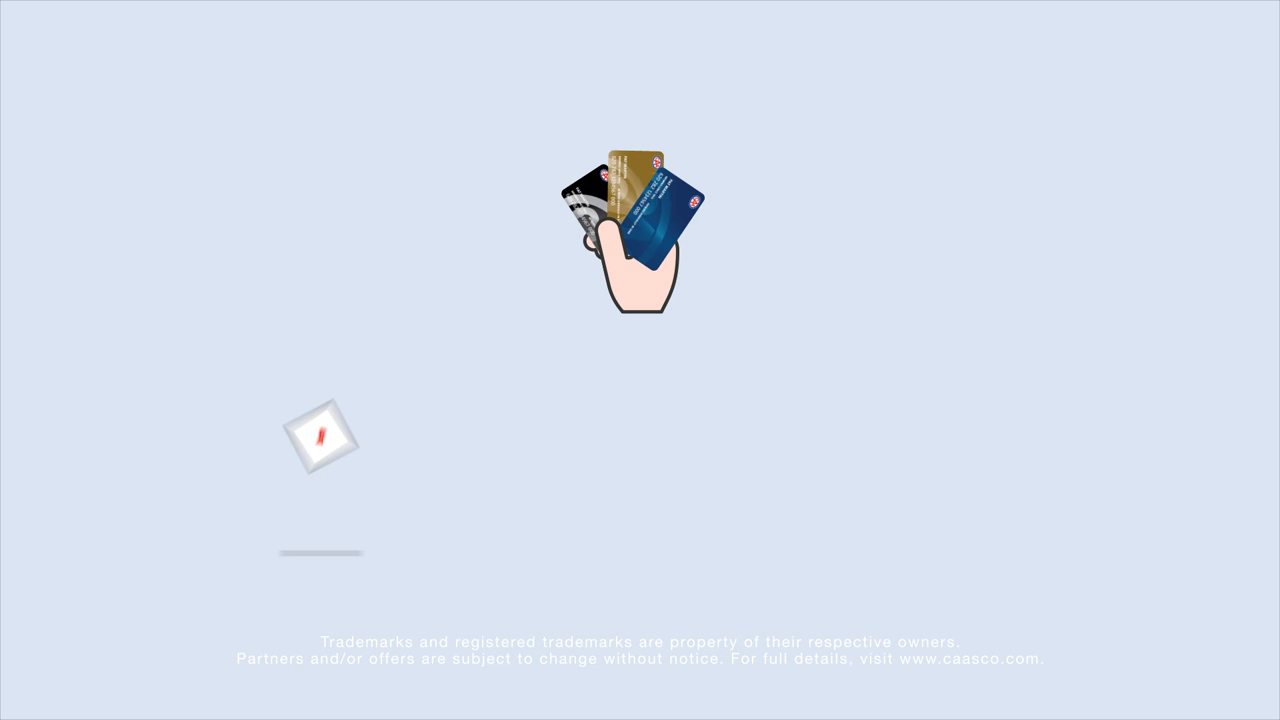 Trademarks and registered trademarks are property of their respective owners.
Partners and/or offers are subject to change without notice. For full details, visit www.caasco.com.